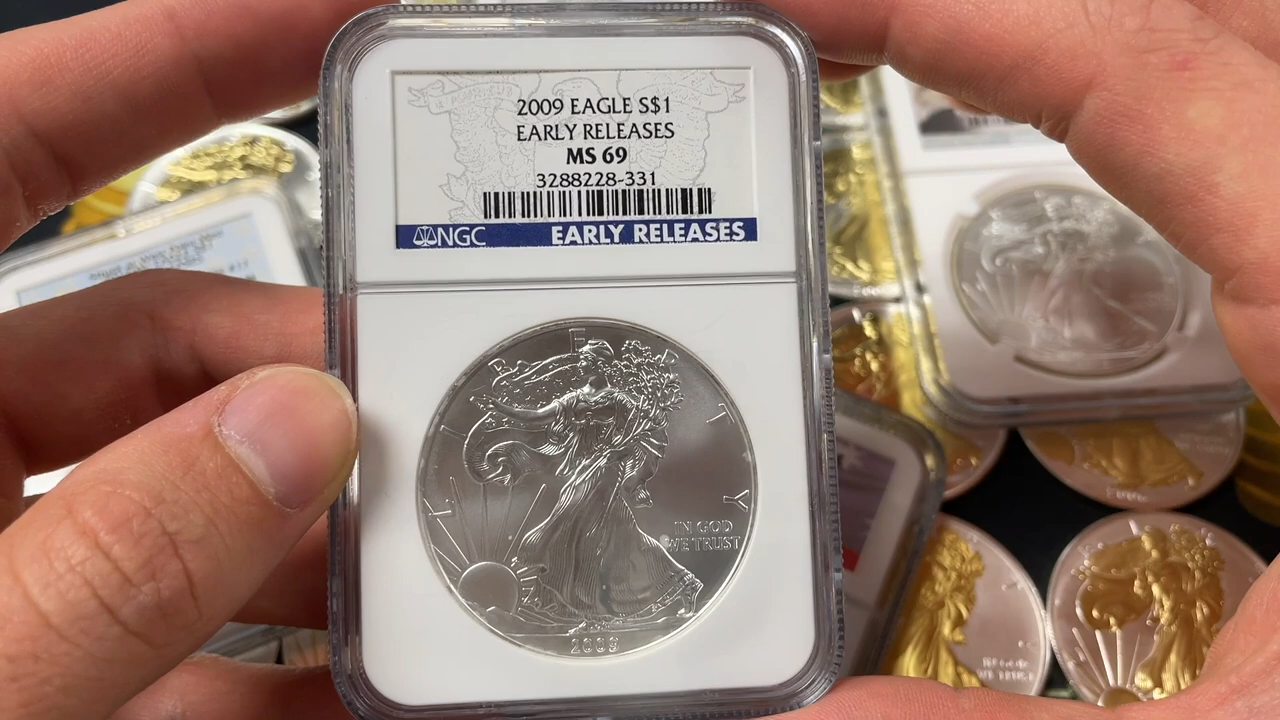 2009 EAGLE S$1
EARLY RELEASES
MS 69
3288228-331
NGC EARLY RELEASES
LIBERTY
IN GOD
WE TRUST
2009